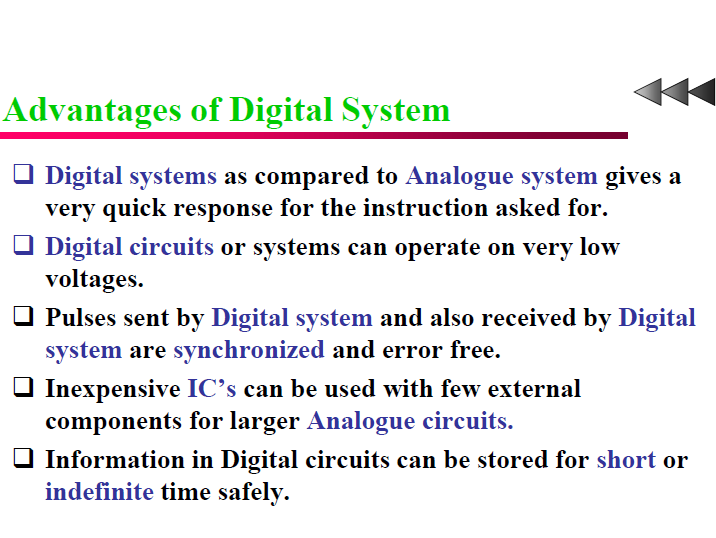 Advantages of Digital System
Digital systems as compared to Analogue system gives a
very quick response for the instruction asked for.
Digital circuits or systems can operate on very low
voltages.
Pulses sent by Digital system and also received by Digital
system are synchronized and error free.
Inexpensive IC’s can be used with few external
components for larger Analogue circuits.
Information in Digital circuits can be stored for short or
indefinite time safely.